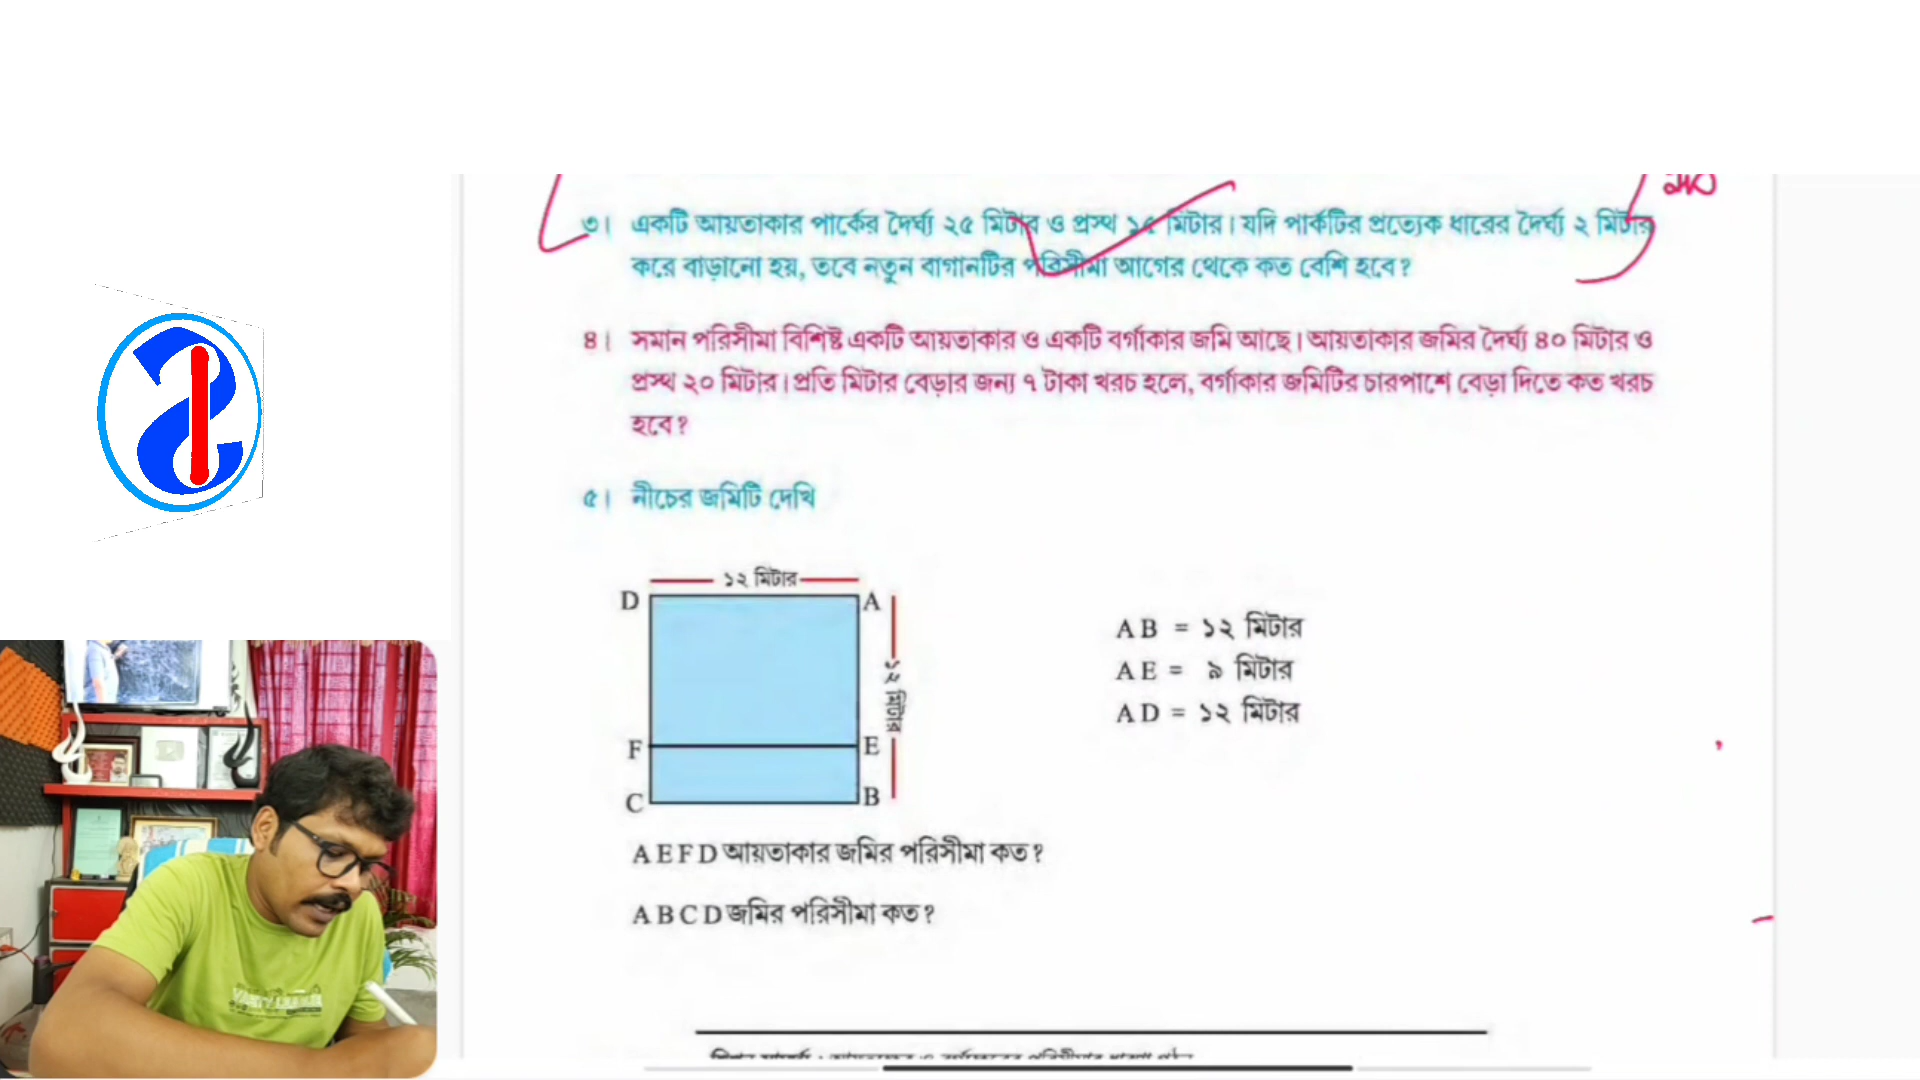 ৩। একটি আয়তাকার পার্কের দৈর্ঘ্য ২৫ মিটার ও প্রস্থ ১৫ মিটার। যদি পার্কটির প্রত্যেক ধারের দৈর্ঘ্য ২ মিটার
করে বাড়ানো হয়, তবে নতুন বাগানটির পরিসীমা আগের থেকে কত বেশি হবে?
৪। সমান পরিসীমা বিশিষ্ট একটি আয়তাকার ও একটি বর্গাকার জমি আছে। আয়তাকার জমির দৈর্ঘ্য ৪০ মিটার ও
প্রস্থ ২০ মিটার। প্রতি মিটার বেড়ার জন্য ৭ টাকা খরচ হলে, বর্গাকার জমিটির চারপাশে বেড়া দিতে কত খরচ
হবে?
৫। নীচের জমিটি দেখি
১২ মিটার
D
A
১২ মিটার
F
E
C
B
AB = ১২ মিটার
AE = ৯ মিটার
AD = ১২ মিটার
AEFD আয়তাকার জমির পরিসীমা কত?
ABCD জমির পরিসীমা কত?